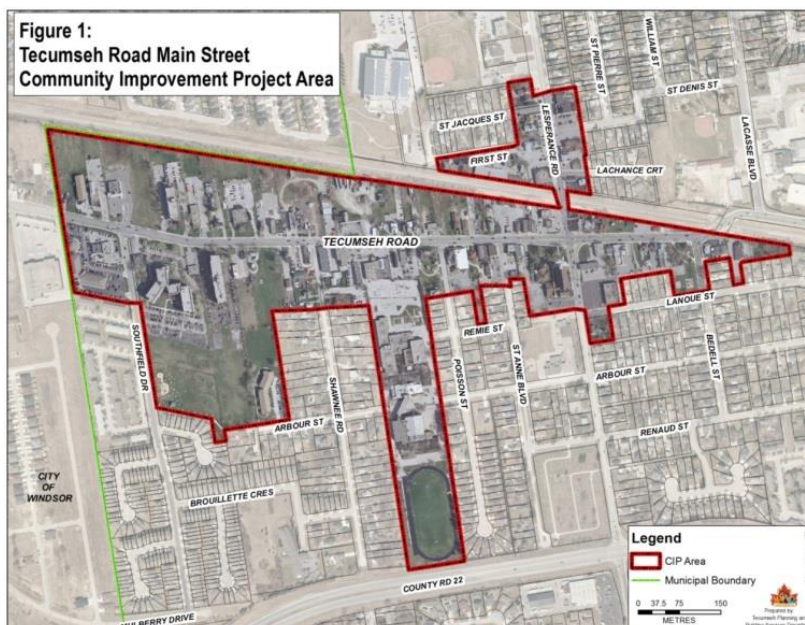 Figure 1:
Tecumseh Road Main Street
Community Improvement Project Area
WILLIAM ST
ST PIERRE ST
ST DENIS ST
ST JACQUES ST
LESPERANCE RD
LACASSE BLVD
FIRST ST
LACHANCE CRT
TECUMSEH ROAD
LANOUE ST
REMIE ST
SOUTHFIELD DR
SHAWNEE RD
POISSON ST
ST ANNE BLVD
BEDELL ST
ARBOUR ST
ARBOUR ST
RENAUD ST
CITY
OF
WINDSOR
BROUILLETTE CRES
COUNTY RD 22
MULBERRY DRIVE
Legend
CIP Area
Municipal Boundary
0 37.5 75 150
METRES
Prepared by:
Tecumseh Planning and